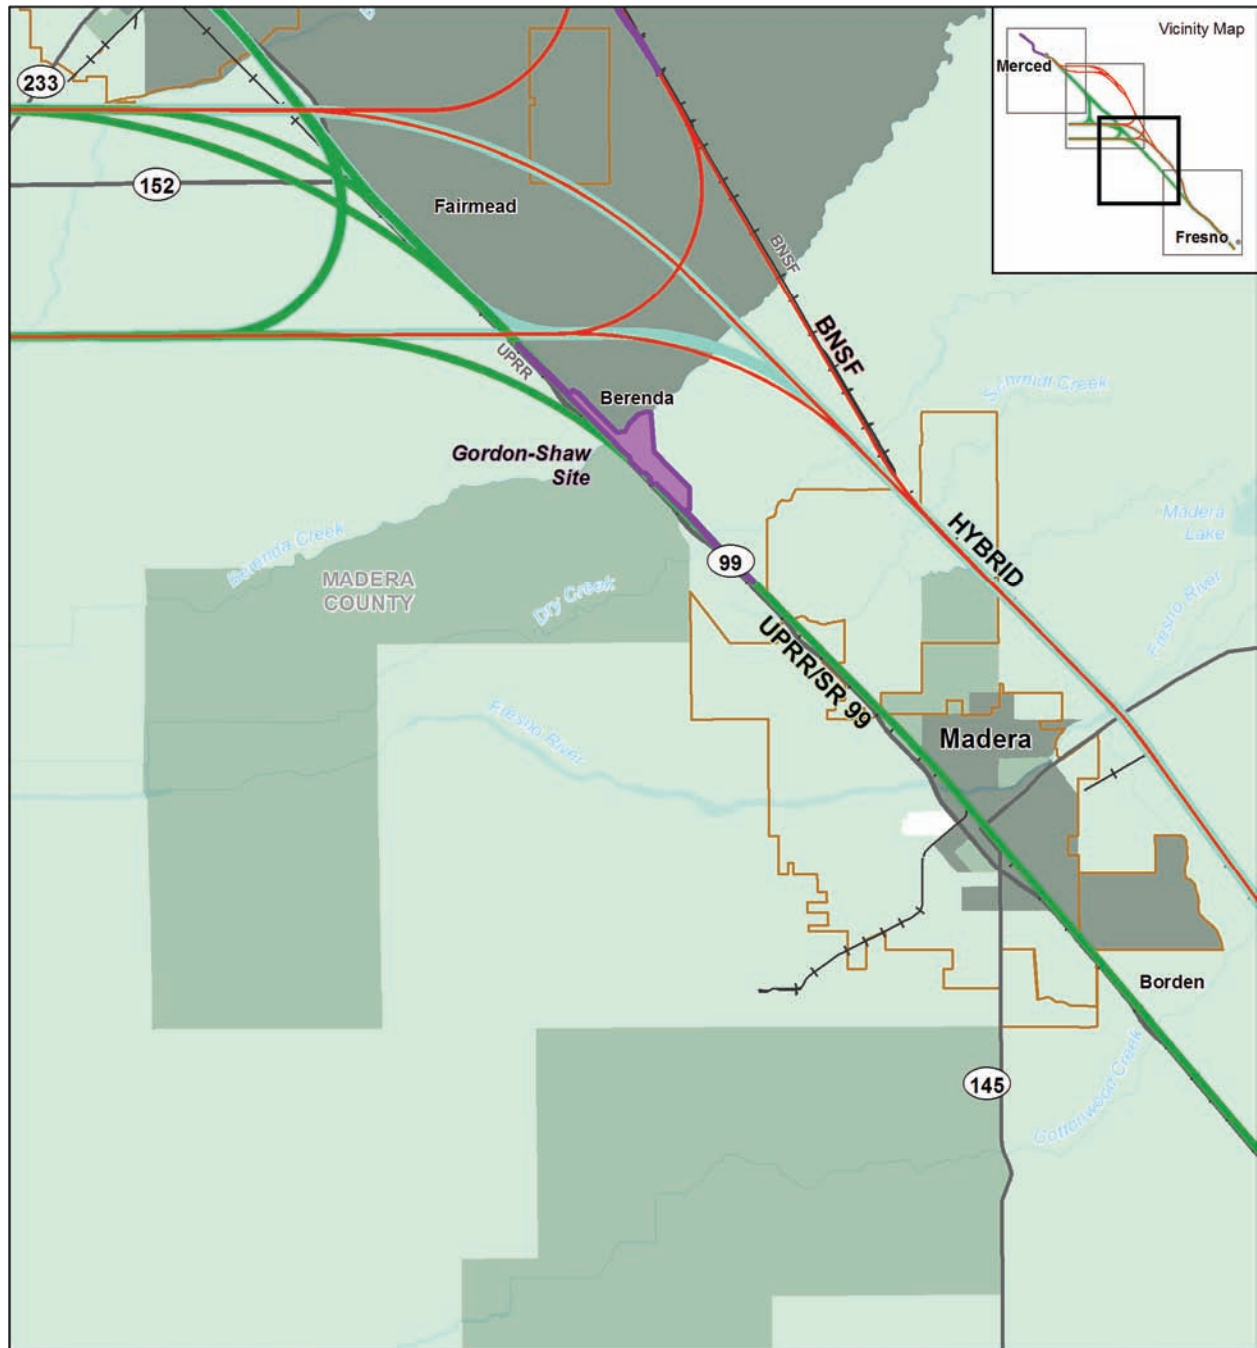 Vicinity Map
Merced
Fresno
233
152
Fairmead
BNSF
BNSF
UPRR
Berenda
Gordon-Shaw
Site
Schmidt Creek
HYBRID
Madera
Lake
99
Berenda Creek
MADERA
COUNTY
Dry Creek
Fresno River
UPRR/SR 99
Fresno River
Madera
Borden
145
Cottonwood Creek